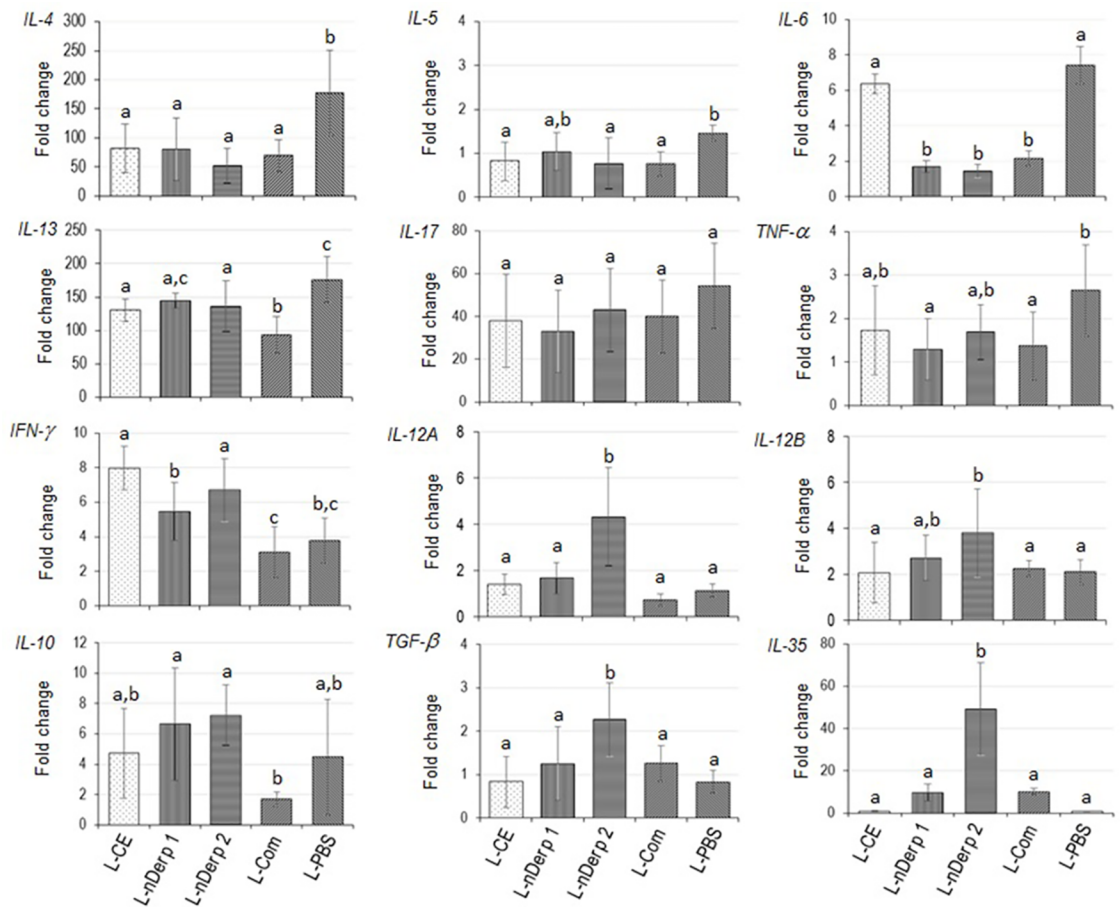 IL-4
Fold change
300
250
200
150
100
50
0
a
a
a
a
b
IL-5
Fold change
5
4
3
2
1
0
a
a,b
a
a
b
IL-6
Fold change
10
8
6
4
2
0
a
b
b
b
a
IL-13
Fold change
250
200
150
100
50
0
a
a,c
a
b
c
IL-17
Fold change
80
60
40
20
0
a
a
a
a
a
TNF-α
Fold change
4
3
2
1
0
a,b
a
a,b
a
b
IFN-γ
Fold change
10
8
6
4
2
0
a
b
a
c
b,c
IL-12A
Fold change
8
6
4
2
0
a
a
b
a
a
IL-12B
Fold change
8
6
4
2
0
a
a,b
b
a
a
IL-10
Fold change
12
10
8
6
4
2
0
a,b
a
a
b
a,b
L-CE
L-nDerp 1
L-nDerp 2
L-Com
L-PBS
TGF-β
Fold change
4
3
2
1
0
a
a
b
a
a
L-CE
L-nDerp 1
L-nDerp 2
L-Com
L-PBS
IL-35
Fold change
80
60
40
20
0
a
a
b
a
a
L-CE
L-nDerp 1
L-nDerp 2
L-Com
L-PBS